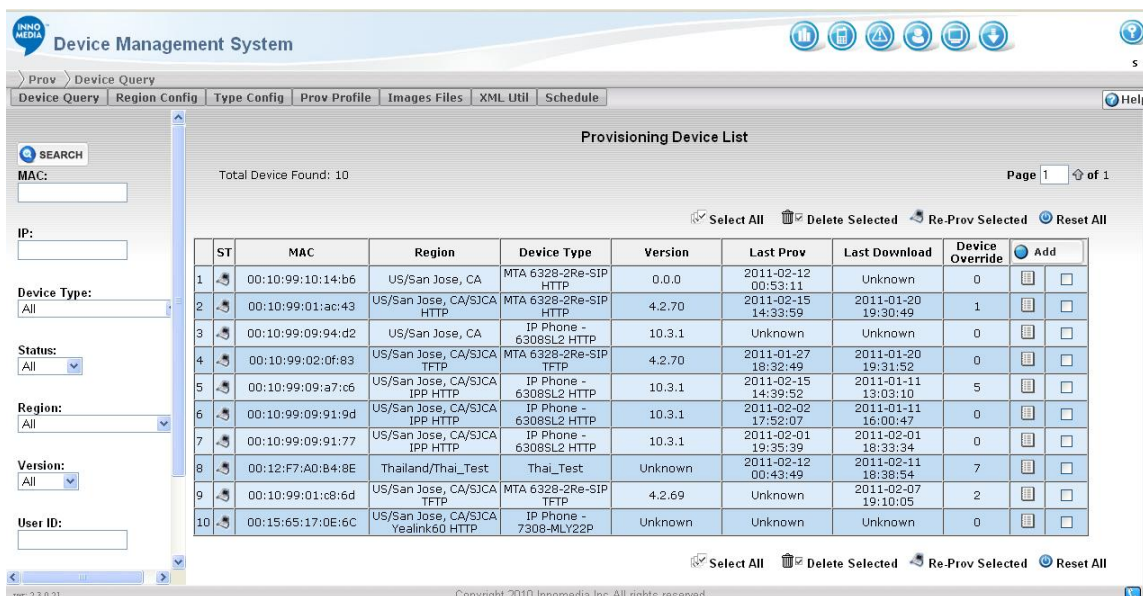 INNO
MEDIA
Device Management System
s
Prov Device Query
Device Query Region Config Type Config Prov Profile Images Files XML Util Schedule
Help
Provisioning Device List
SEARCH
MAC:
Total Device Found: 10
Page 1 of 1
Select All Delete Selected Re-Prov Selected Reset All
IP:
Device Type:
All
Status:
All
Region:
All
Version:
All
User ID:
ST MAC Region Device Type Version Last Prov Last Download Device Override Add
1 00:10:99:10:14:b6 US/San Jose, CA MTA 6328-2Re-SIP HTTP 0.0.0 2011-02-12 00:53:11 Unknown 0
2 00:10:99:01:ac:43 US/San Jose, CA/SJCA HTTP MTA 6328-2Re-SIP HTTP 4.2.70 2011-02-15 14:33:59 2011-01-20 19:30:49 1
3 00:10:99:09:94:d2 US/San Jose, CA IP Phone - 6308SL2 HTTP 10.3.1 Unknown Unknown 0
4 00:10:99:02:0f:83 US/San Jose, CA/SJCA TFTP MTA 6328-2Re-SIP TFTP 4.2.70 2011-01-27 18:32:49 2011-01-20 19:31:52 0
5 00:10:99:09:a7:c6 US/San Jose, CA/SJCA IPP HTTP IP Phone - 6308SL2 HTTP 10.3.1 2011-02-15 14:39:52 2011-01-11 13:03:10 5
6 00:10:99:09:91:9d US/San Jose, CA/SJCA IPP HTTP IP Phone - 6308SL2 HTTP 10.3.1 2011-02-02 17:52:07 2011-01-11 16:00:47 0
7 00:10:99:09:91:77 US/San Jose, CA/SJCA IPP HTTP IP Phone - 6308SL2 HTTP 10.3.1 2011-02-01 19:35:39 2011-02-01 18:33:34 0
8 00:12:F7:A0:B4:8E Thailand/Thai_Test Thai_Test Unknown 2011-02-12 00:43:49 2011-02-11 18:38:54 7
9 00:10:99:01:c8:6d US/San Jose, CA/SJCA TFTP MTA 6328-2Re-SIP TFTP 4.2.69 Unknown 2011-02-07 19:10:05 2
10 00:15:65:17:0E:6C US/San Jose, CA/SJCA Yealink60 HTTP IP Phone - 7308-MLY22P Unknown Unknown Unknown 0
Select All Delete Selected Re-Prov Selected Reset All
Copyright 2010 Innomedia Inc. All rights reserved